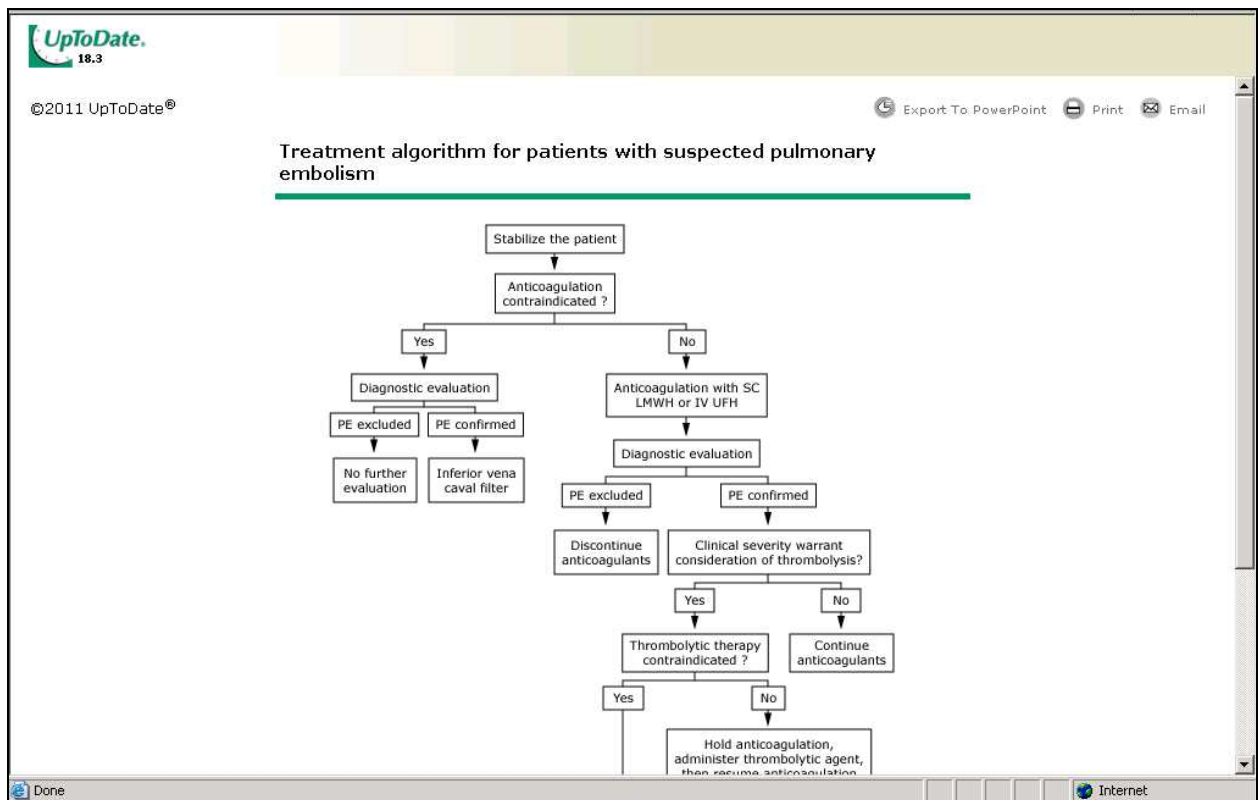 UpToDate.
18.3
©2011 UpToDate®
Export To PowerPoint Print Email
Treatment algorithm for patients with suspected pulmonary
embolism
Stabilize the patient
Anticoagulation
contraindicated ?
Yes
No
Diagnostic evaluation
PE excluded
PE confirmed
No further
evaluation
Inferior vena
caval filter
Anticoagulation with SC
LMWH or IV UFH
Diagnostic evaluation
PE excluded
PE confirmed
Discontinue
anticoagulants
Clinical severity warrant
consideration of thrombolysis?
Yes
No
Thrombolytic therapy
contraindicated ?
Continue
anticoagulants
Yes
No
Hold anticoagulation,
administer thrombolytic agent,
then resume anticoagulation
Done
Internet